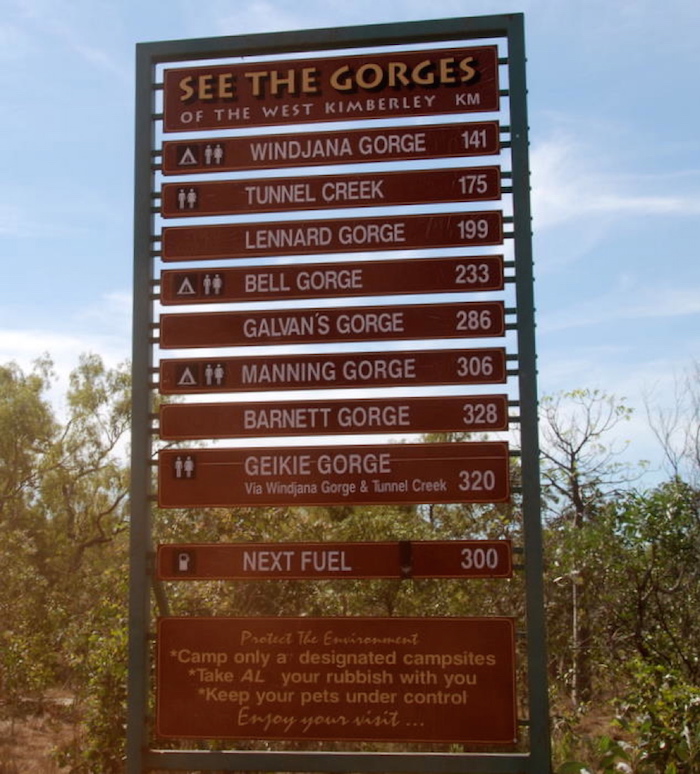 SEE THE GORGES
OF THE WEST KIMBERLEY KM
WINDJANA GORGE 141
TUNNEL CREEK 175
LENNARD GORGE 199
BELL GORGE 233
GALVAN'S GORGE 286
MANNING GORGE 306
BARNETT GORGE 328
GEIKIE GORGE
Via Windjana Gorge & Tunnel Creek 320
NEXT FUEL 300
Protect The Environment
*Camp only a designated campsites
*Take AL your rubbish with you
*Keep your pets under control
Enjoy your visit ...